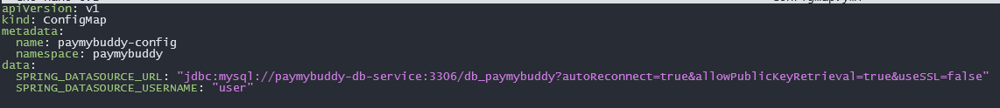 apiVersion: v1
kind: ConfigMap
metadata:
  name: paymybuddy-config
  namespace: paymybuddy
data:
  SPRING_DATASOURCE_URL: "jdbc:mysql://paymybuddy-db-service:3306/db_paymybuddy?autoReconnect=true&allowPublicKeyRetrieval=true&useSSL=false"
  SPRING_DATASOURCE_USERNAME: "user"